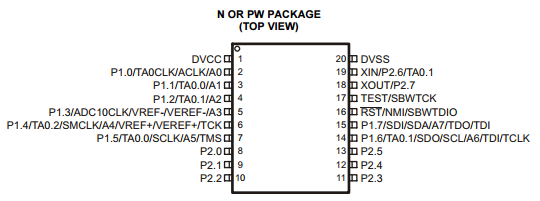 N OR PW PACKAGE
(TOP VIEW)
DVCC 1 20 DVSS
P1.0/TA0CLK/ACLK/A0 2 19 XIN/P2.6/TA0.1
P1.1/TA0.0/A1 3 18 XOUT/P2.7
P1.2/TA0.1/A2 4 17 TEST/SBWTCK
P1.3/ADC10CLK/VREF-/VEREF-/A3 5 16 RST/NMI/SBWTDIO
P1.4/TA0.2/SMCLK/A4/VREF+/VEREF+/TCK 6 15 P1.7/SDI/SDA/A7/TDO/TDI
P1.5/TA0.0/SCLK/A5/TMS 7 14 P1.6/TA0.1/SDO/SCL/A6/TDI/TCLK
P2.0 8 13 P2.5
P2.1 9 12 P2.4
P2.2 10 11 P2.3